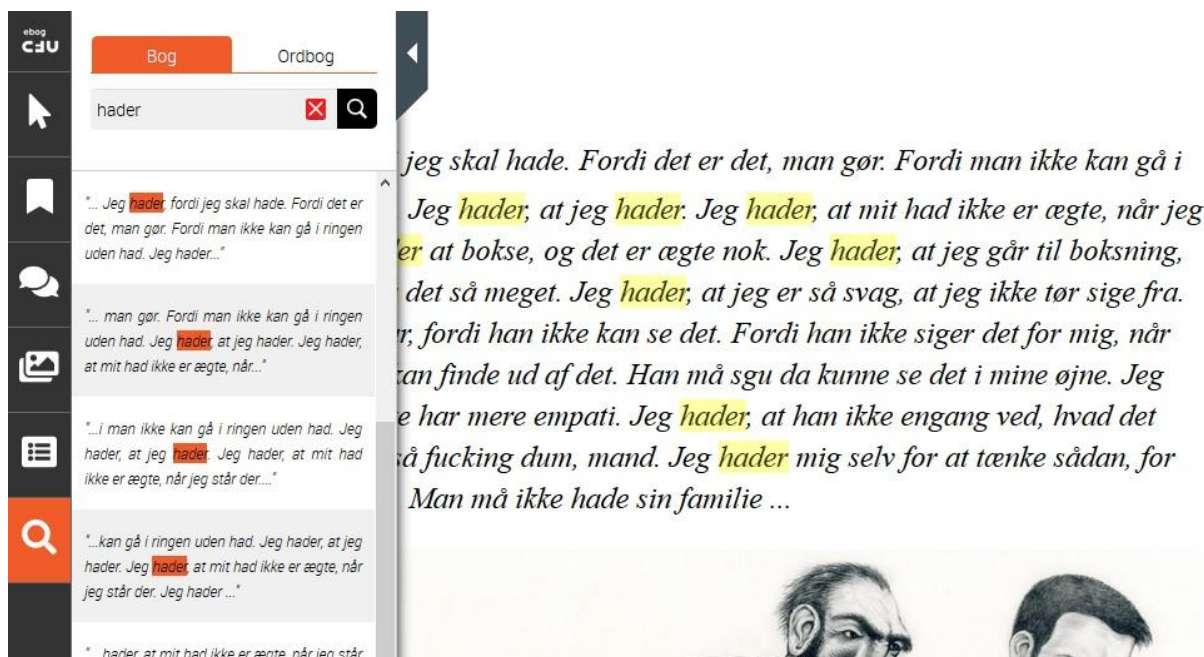 ebog
CFU
Bog
Ordbog
hader
"... Jeg hader, fordi jeg skal hade. Fordi det er
det, man gør. Fordi man ikke kan gå i ringen
uden had. Jeg hader..."
"... man gør. Fordi man ikke kan gå i ringen
uden had. Jeg hader, at jeg hader. Jeg hader,
at mit had ikke er ægte, når..."
"...i man ikke kan gå i ringen uden had. Jeg
hader, at jeg hader. Jeg hader, at mit had
ikke er ægte, når jeg står der...."
"...kan gå i ringen uden had. Jeg hader, at jeg
hader. Jeg hader, at mit had ikke er ægte, når
jeg står der. Jeg hader ..."
"... hader, at mit had ikke er ægte, når jeg står
jeg skal hade. Fordi det er det, man gør. Fordi man ikke kan gå i
Jeg hader, at jeg hader. Jeg hader, at mit had ikke er ægte, når jeg
er at bokse, og det er ægte nok. Jeg hader, at jeg går til boksning,
det så meget. Jeg hader, at jeg er så svag, at jeg ikke tør sige fra.
r, fordi han ikke kan se det. Fordi han ikke siger det for mig, når
kan finde ud af det. Han må sgu da kunne se det i mine øjne. Jeg
e har mere empati. Jeg hader, at han ikke engang ved, hvad det
så fucking dum, mand. Jeg hader mig selv for at tænke sådan, for
Man må ikke hade sin familie ...